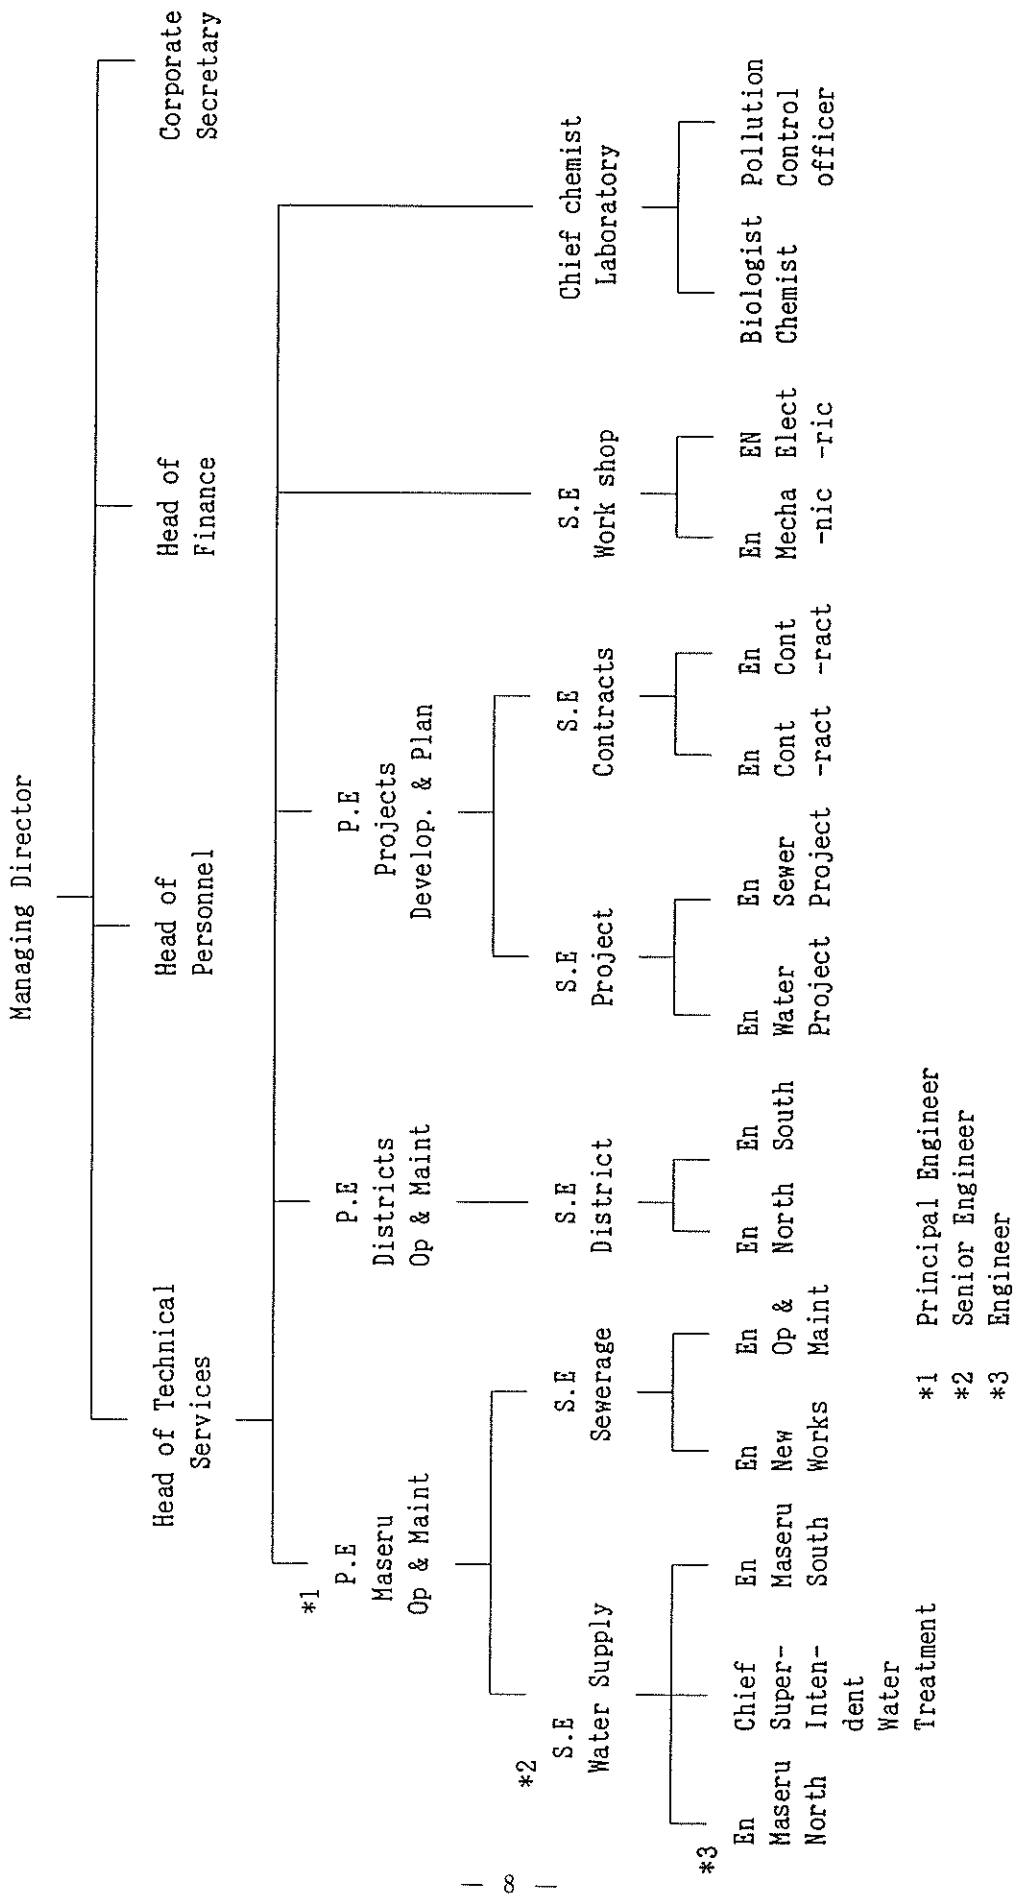 Managing Director
Head of Technical
Services
Head of
Personnel
Head of
Finance
Corporate
Secretary
*1
P.E
Maseru
Op & Maint
P.E
Districts
Op & Maint
P.E
Projects
Develop. & Plan
*2
S.E
Water Supply
S.E
Sewerage
S.E
District
S.E
Project
S.E
Contracts
S.E
Work shop
Chief chemist
Laboratory
*3
En
Maseru
North
Chief
Super-
Inten-
dent
Water
Treatment
En
Maseru
South
En
New
Works
En
Op &
Maint
En
North
En
South
En
Water
Project
En
Sewer
Project
En
Cont
-ract
En
Cont
-ract
En
Mecha
-nic
EN
Elect
-ric
Biologist
Chemist
Pollution
Control
officer
*1 Principal Engineer
*2 Senior Engineer
*3 Engineer
— 8 —